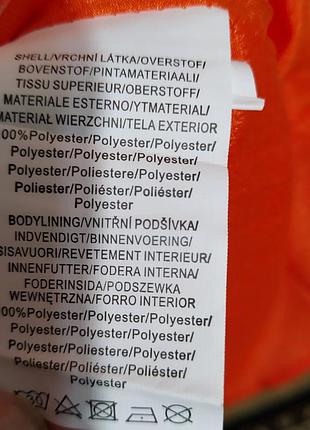 SHELL/VRCHNÍ LÁTKA/OVERSTOF/
BOVENSTOF/PINTAMATERIAALI/
TISSU SUPERIEUR/OBERSTOFF/
MATERIALE ESTERNO/YTMATERIAL/
MATERIAŁ WIERZCHNI/TELA EXTERIOR
100%Polyester/Polyester/Polyester/
Polyester/Polyester/Polyester/
Polyester/Poliestere/Polyester/
Poliester/Poliéster/Poliéster/
Polyester
BODYLINING/VNITŘNÍ PODŠÍVKA/
INDVENDIGT/BINNENVOERING/
SISAVUORI/REVETEMENT INTERIEUR/
INNENFUTTER/FODERA INTERNA/
FODERINSIDA/PODSZEWKA
WEWNĘTRZNA/FORRO INTERIOR
100%Polyester/Polyester/Polyester/
Polyester/Polyester/Polyester/
Polyester/Poliestere/Polyester/
Poliester/Poliéster/Poliéster/
Polyester